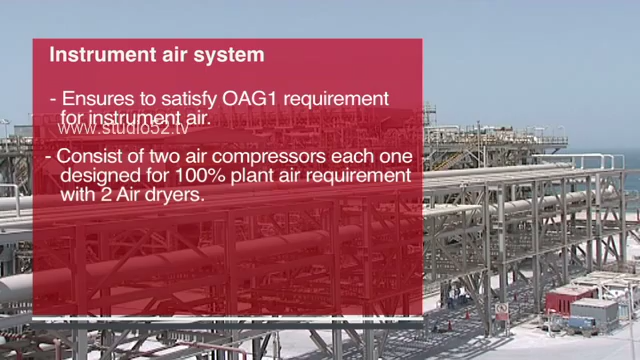 Instrument air system
- Ensures to satisfy OAG1 requirement
for instrument air.
www.studio52.tv
- Consist of two air compressors each one
designed for 100% plant air requirement
with 2 Air dryers.